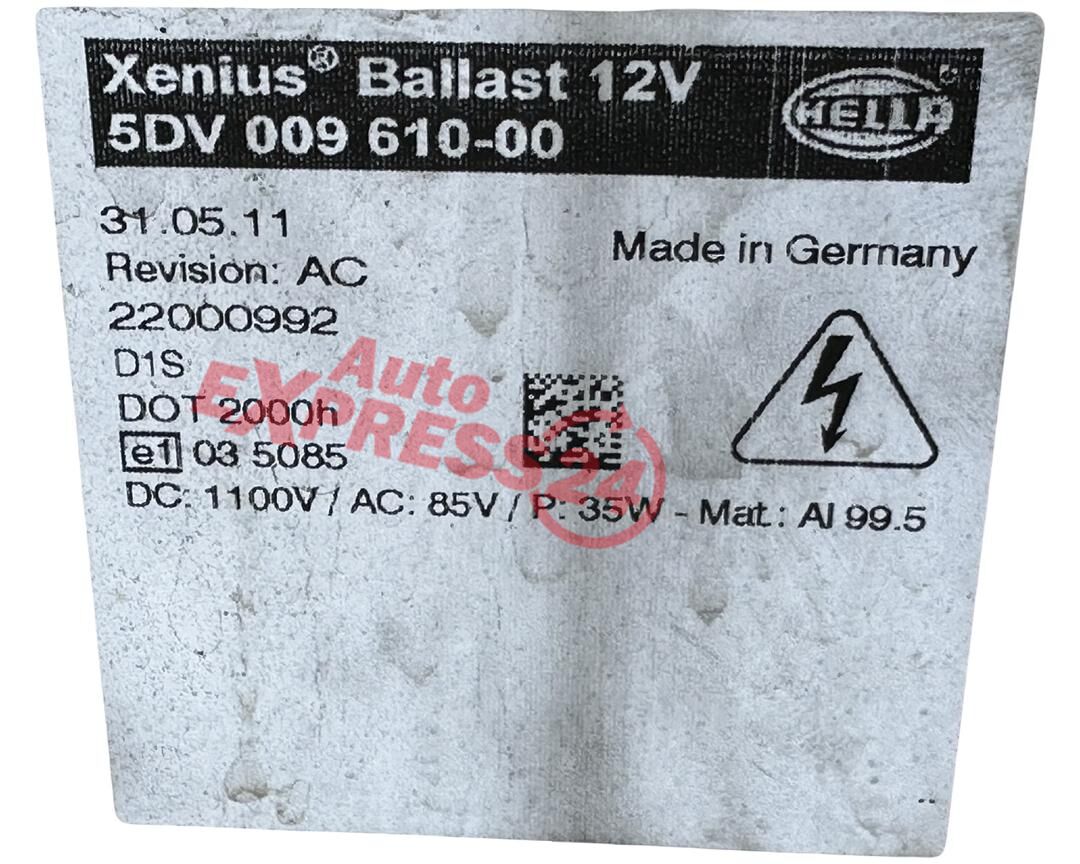 Xenius® Ballast 12V
5DV 009 610-00
HELLA
31.05.11
Made in Germany
Revision: AC
22000992
D1S
DOT 2000h
e1 03 5085
DC: 1100V / AC: 85V / P: 35W - Mat.: Al 99.5
Auto
EXPRESS24